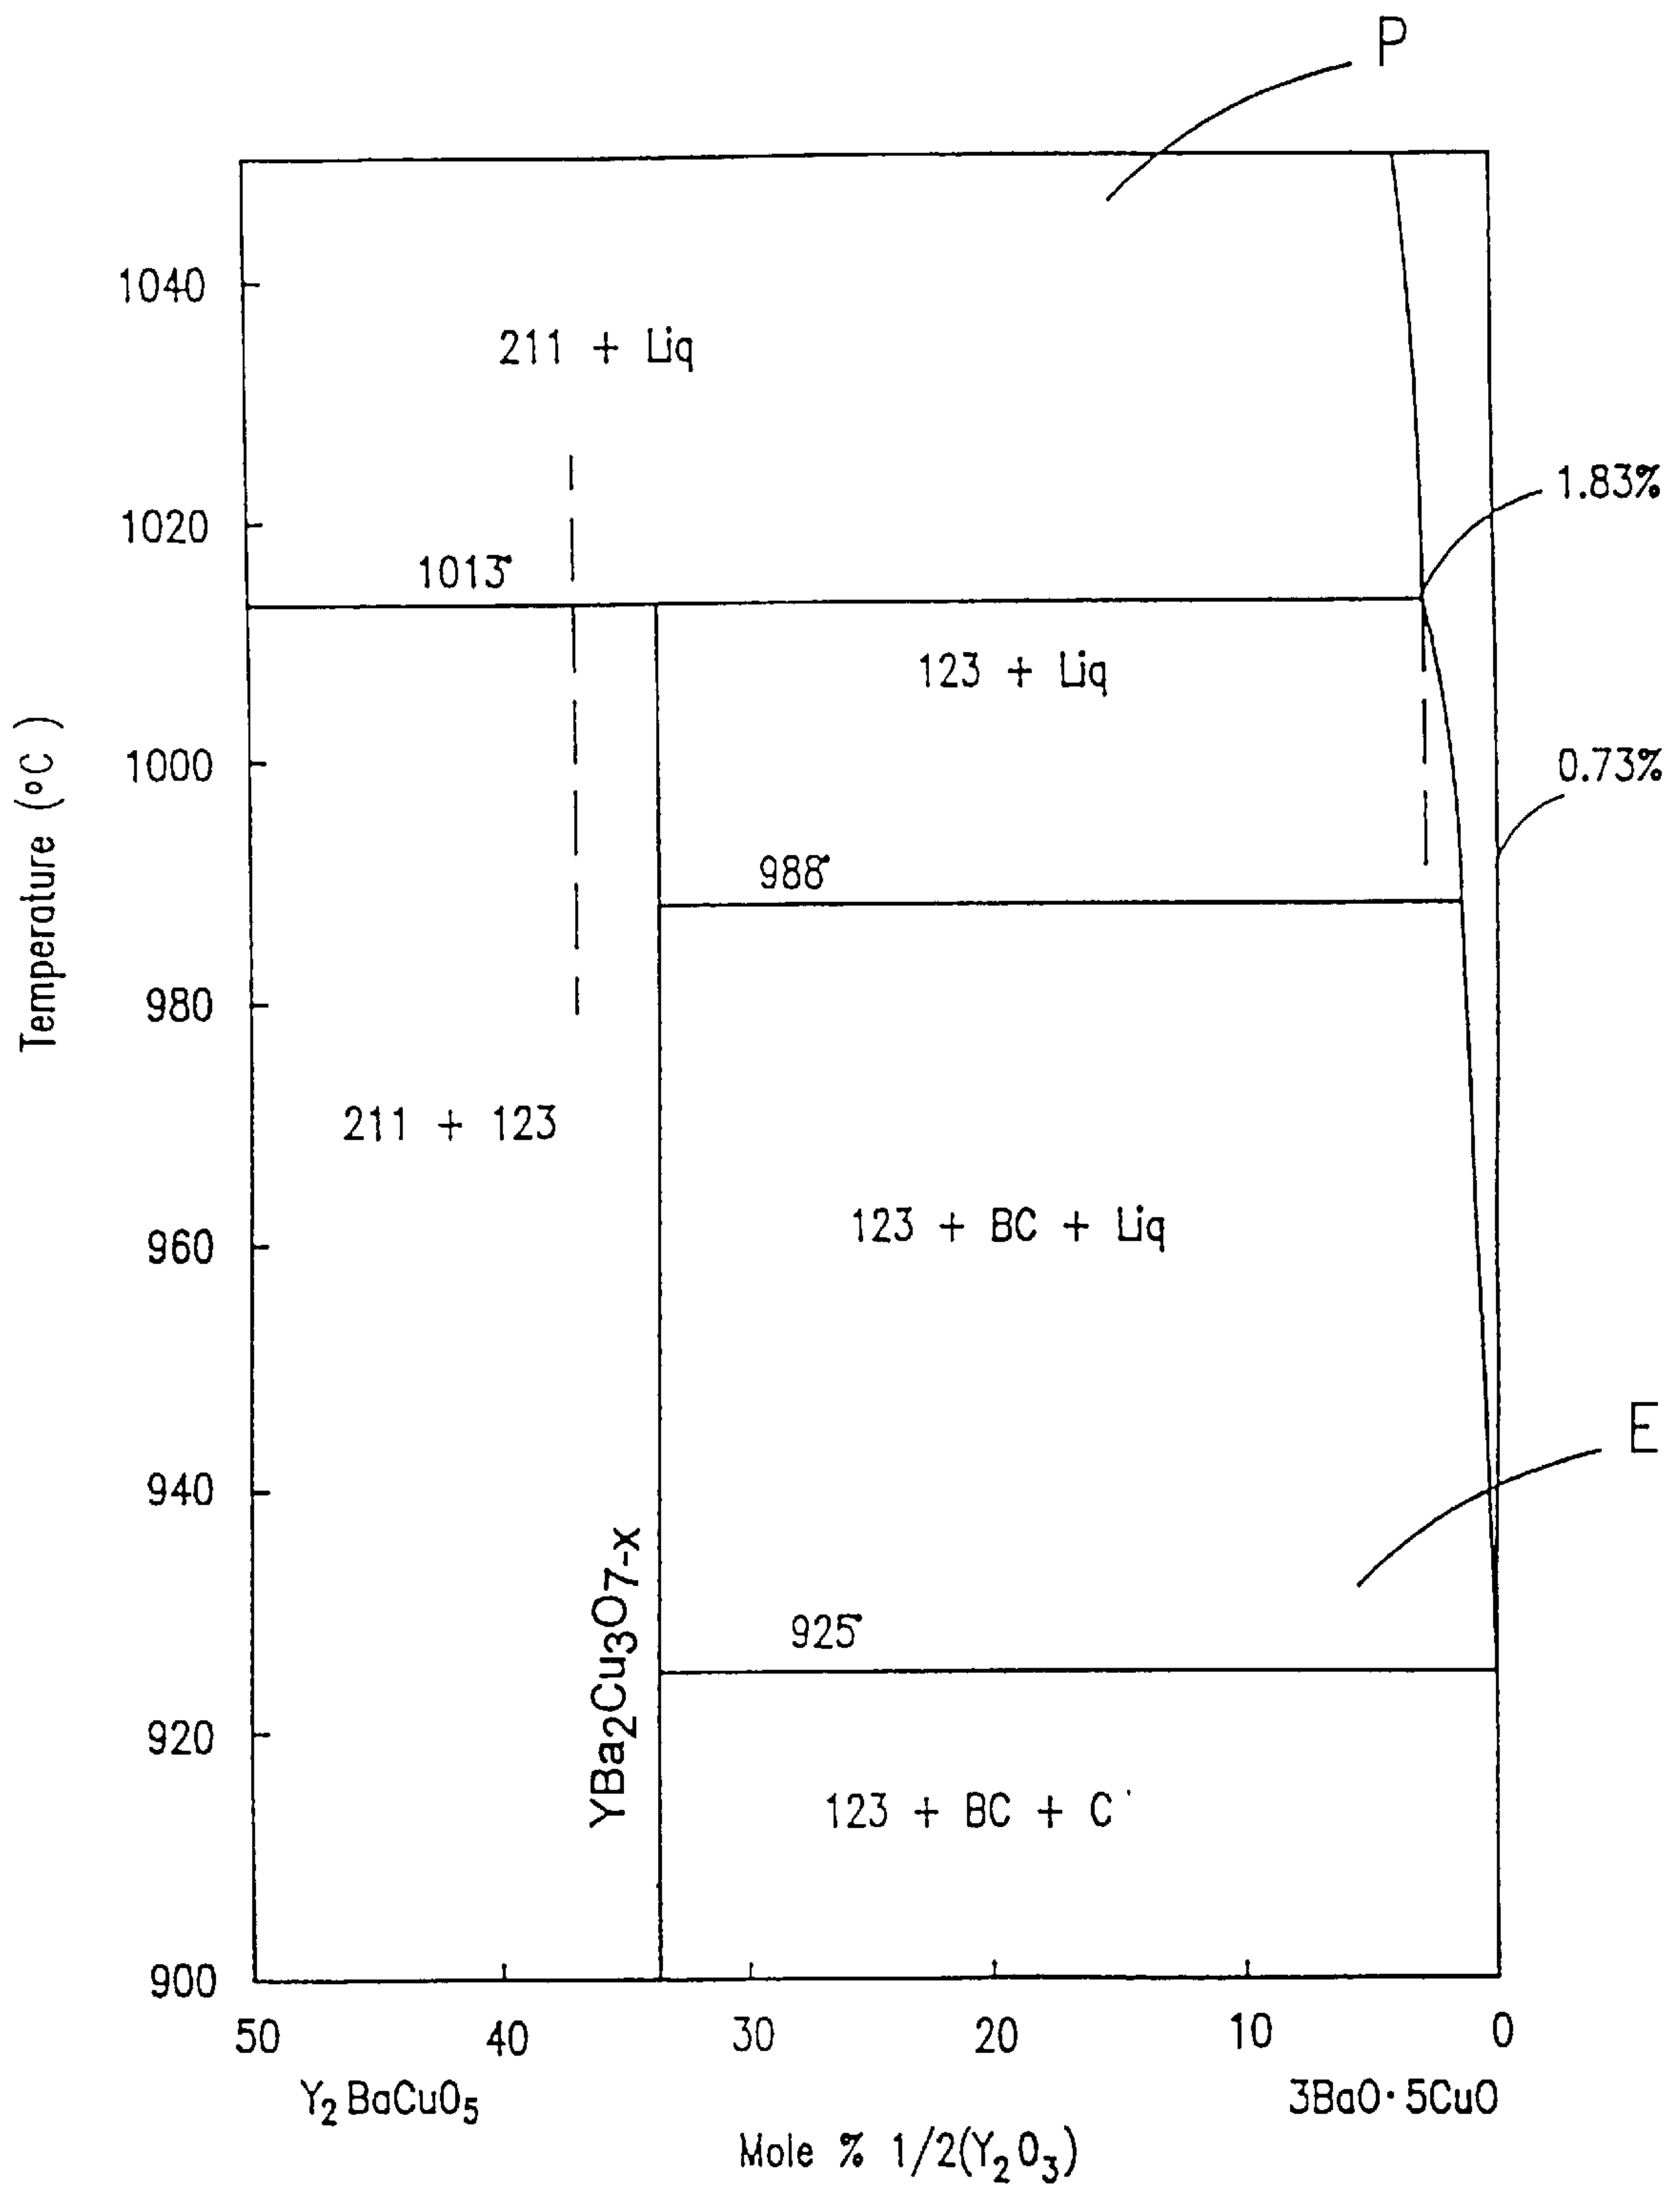 P
1040
211 + Liq
1.83%
1020
1013°
123 + Liq
1000
0.73%
988°
Temperature (°C)
980
211 + 123
123 + BC + Liq
960
E
940
YBa2Cu3O7-x
925°
920
123 + BC + C
900
50 40 30 20 10 0
Y2BaCuO5 3BaO·5CuO
Mole % 1/2(Y2O3)